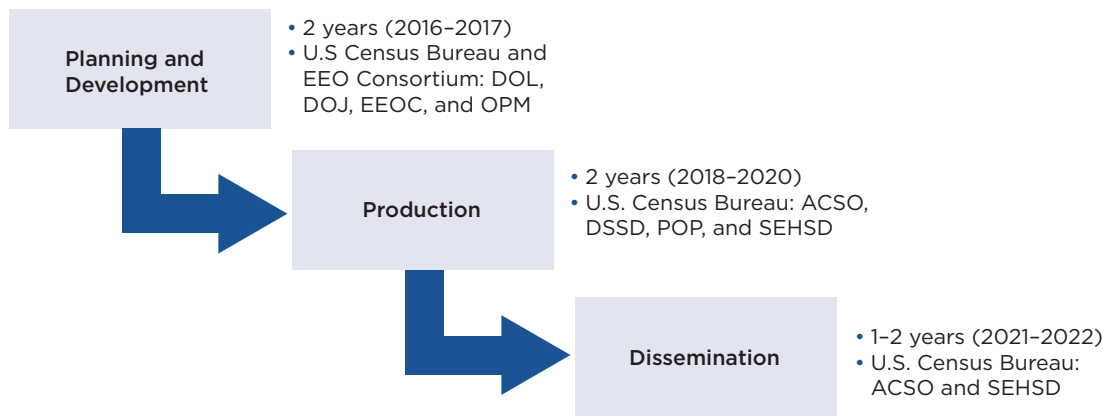 Planning and
Development
• 2 years (2016–2017)
• U.S Census Bureau and
EEO Consortium: DOL,
DOJ, EEOC, and OPM
Production
• 2 years (2018–2020)
• U.S. Census Bureau: ACSO,
DSSD, POP, and SEHSD
Dissemination
• 1–2 years (2021–2022)
• U.S. Census Bureau:
ACSO and SEHSD